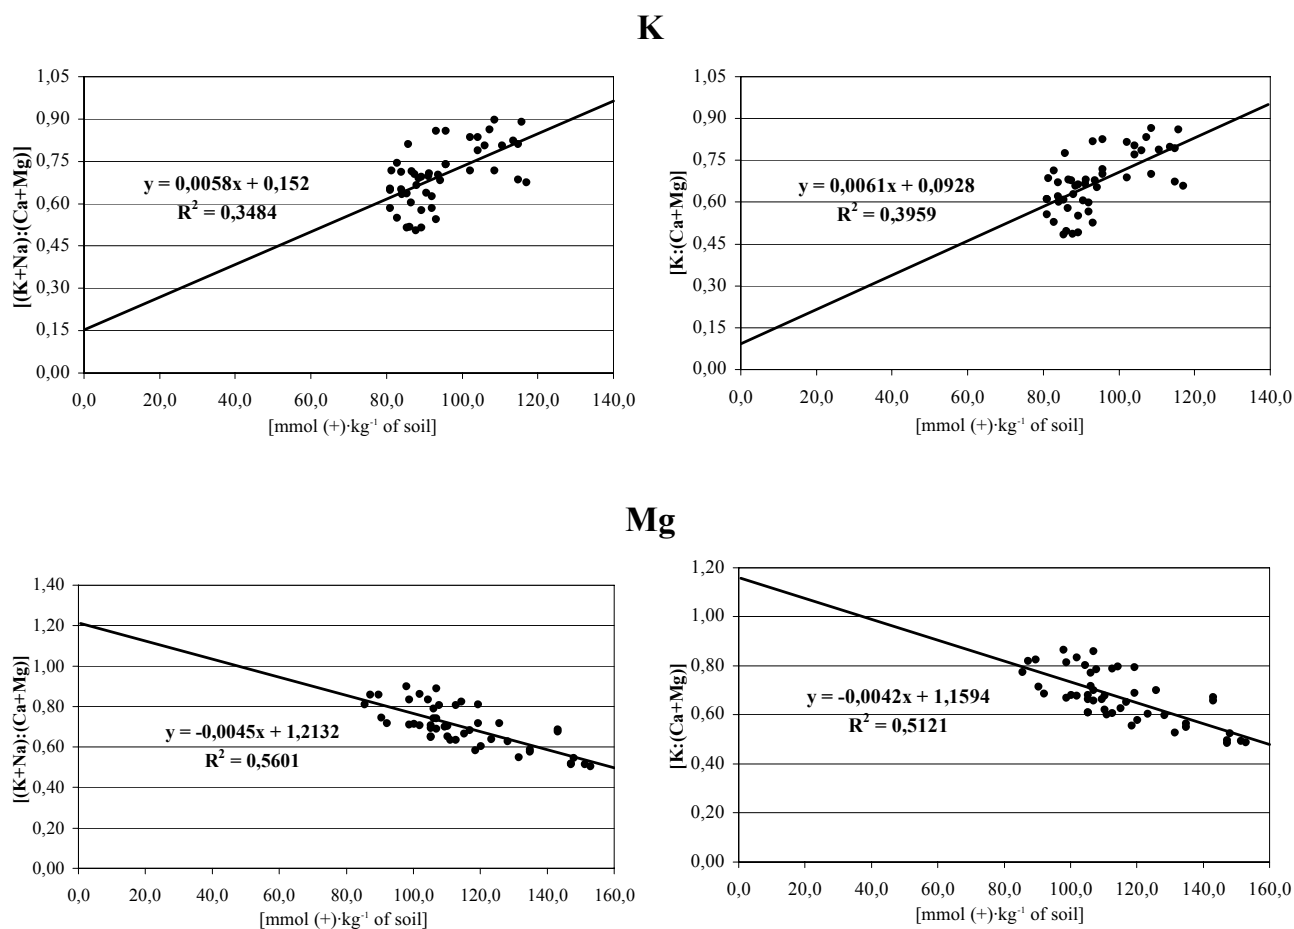 K
1,05
0,90
0,75
0,60
0,45
0,30
0,15
0,00
[(K+Na):(Ca+Mg)]
y = 0,0058x + 0,152
R² = 0,3484
0,0 20,0 40,0 60,0 80,0 100,0 120,0 140,0
[mmol (+)·kg⁻¹ of soil]
1,05
0,90
0,75
0,60
0,45
0,30
0,15
0,00
[K:(Ca+Mg)]
y = 0,0061x + 0,0928
R² = 0,3959
0,0 20,0 40,0 60,0 80,0 100,0 120,0 140,0
[mmol (+)·kg⁻¹ of soil]
Mg
1,40
1,20
1,00
0,80
0,60
0,40
0,20
0,00
[(K+Na):(Ca+Mg)]
y = -0,0045x + 1,2132
R² = 0,5601
0,0 20,0 40,0 60,0 80,0 100,0 120,0 140,0 160,0
[mmol (+)·kg⁻¹ of soil]
1,20
1,00
0,80
0,60
0,40
0,20
0,00
[K:(Ca+Mg)]
y = -0,0042x + 1,1594
R² = 0,5121
0,0 20,0 40,0 60,0 80,0 100,0 120,0 140,0 160,0
[mmol (+)·kg⁻¹ of soil]